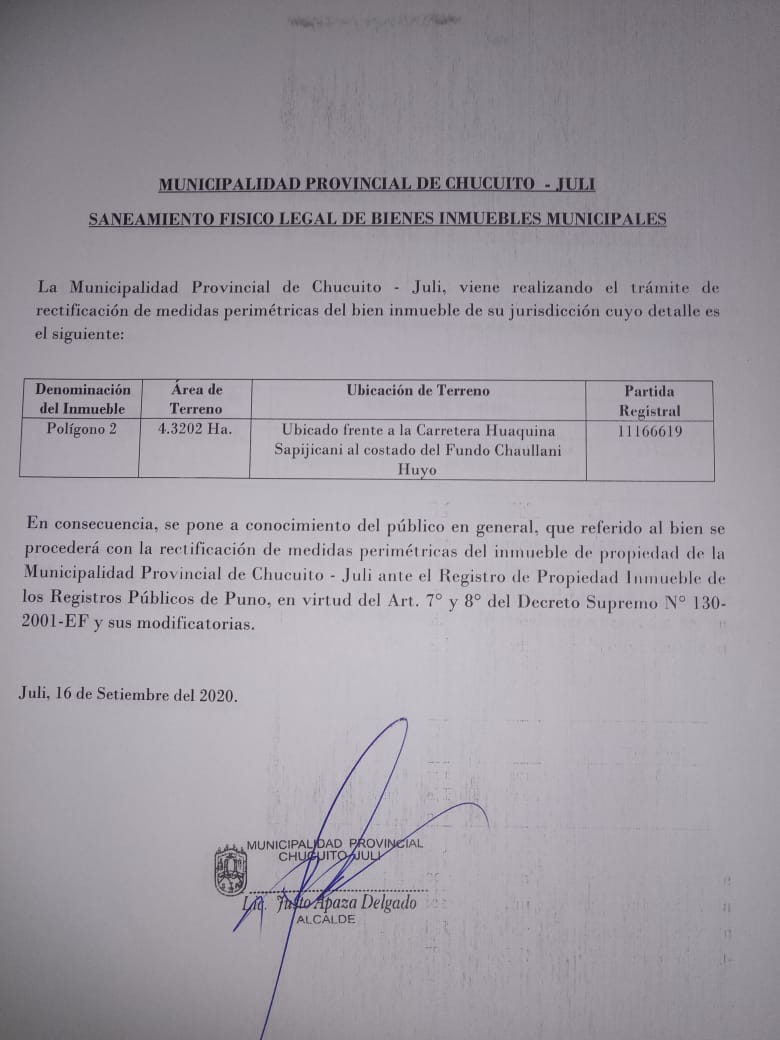 MUNICIPALIDAD PROVINCIAL DE CHUCUITO - JULI
SANEAMIENTO FISICO LEGAL DE BIENES INMUEBLES MUNICIPALES
La Municipalidad Provincial de Chucuito - Juli, viene realizando el trámite de
rectificación de medidas perimétricas del bien inmueble de su jurisdicción cuyo detalle es
el siguiente:
Denominación del Inmueble
Área de Terreno
Ubicación de Terreno
Partida Registral
Polígono 2
4.3202 Ha.
Ubicado frente a la Carretera Huaquina
Sapijicani al costado del Fundo Chaullani
Huyo
11166619
En consecuencia, se pone a conocimiento del público en general, que referido al bien se
procederá con la rectificación de medidas perimétricas del inmueble de propiedad de la
Municipalidad Provincial de Chucuito - Juli ante el Registro de Propiedad Inmueble de
los Registros Públicos de Puno, en virtud del Art. 7° y 8° del Decreto Supremo N° 130-
2001-EF y sus modificatorias.
Juli, 16 de Setiembre del 2020.
MUNICIPALIDAD PROVINCIAL
CHUCUITO JULI
Lic. Justo Apaza Delgado
ALCALDE